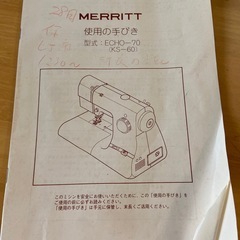 MERRITT
使用の手びき
型式：ECHO－70
(KS－60)
このミシンを安全にお使いいただくために、この「使用の手びき」を
ご使用の前に必ずお読みください。
「使用の手びき」は手元に保管し、末永くご活用ください。